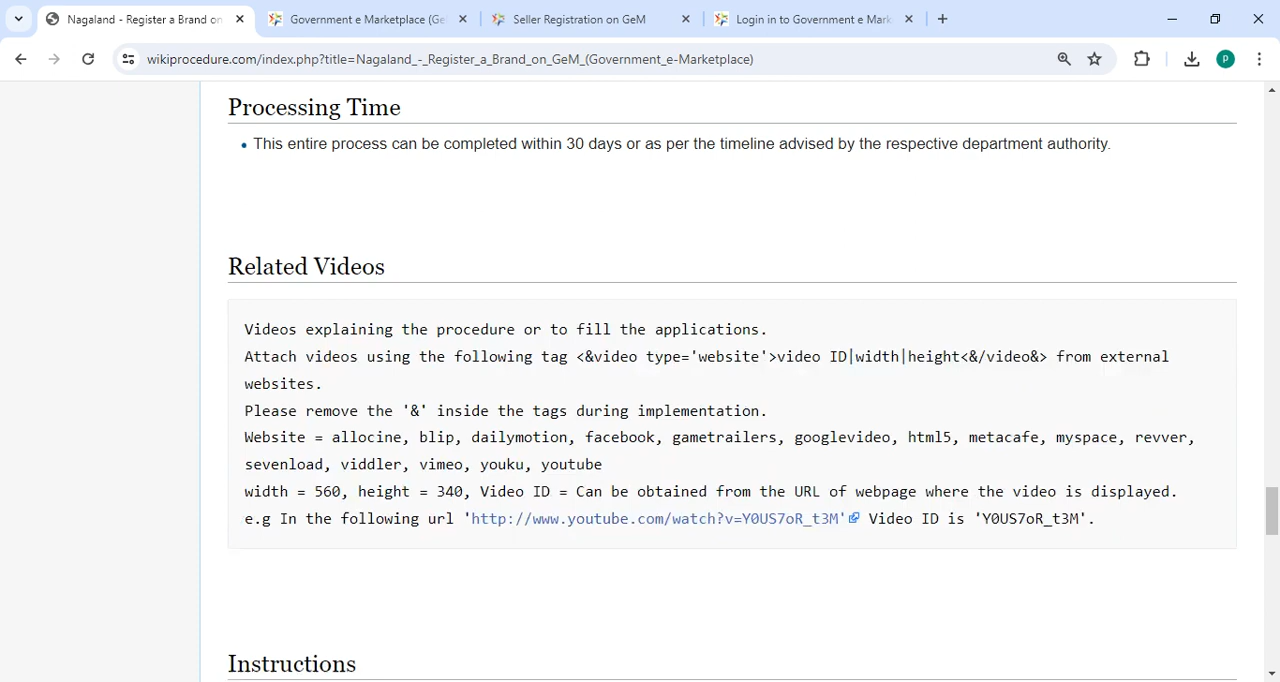 Nagaland - Register a Brand on
Government e Marketplace (Ge
Seller Registration on GeM
Login in to Government e Mark
wikiprocedure.com/index.php?title=Nagaland_-_Register_a_Brand_on_GeM_(Government_e-Marketplace)
P
Processing Time
This entire process can be completed within 30 days or as per the timeline advised by the respective department authority.
Related Videos
Videos explaining the procedure or to fill the applications.
Attach videos using the following tag <&video type='website'>video ID|width|height<&/video&> from external
websites.
Please remove the '&' inside the tags during implementation.
Website = allocine, blip, dailymotion, facebook, gametrailers, googlevideo, html5, metacafe, myspace, revver,
sevenload, viddler, vimeo, youku, youtube
width = 560, height = 340, Video ID = Can be obtained from the URL of webpage where the video is displayed.
e.g In the following url 'http://www.youtube.com/watch?v=Y0US7oR_t3M' Video ID is 'Y0US7oR_t3M'.
Instructions